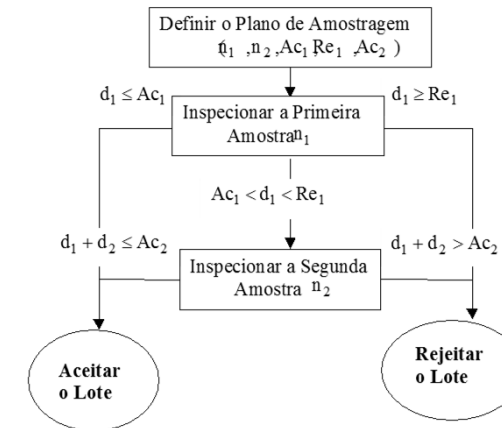 Definir o Plano de Amostragem
(n₁ ,n₂,Ac₁,Re₁ ,Ac₂ )
d₁ ≤ Ac₁
d₁ ≥ Re₁
Inspecionar a Primeira
Amostra n₁
Ac₁ < d₁ < Re₁
d₁ + d₂ ≤ Ac₂
d₁ + d₂ > Ac₂
Inspecionar a Segunda
Amostra n₂
Aceitar
o Lote
Rejeitar
o Lote